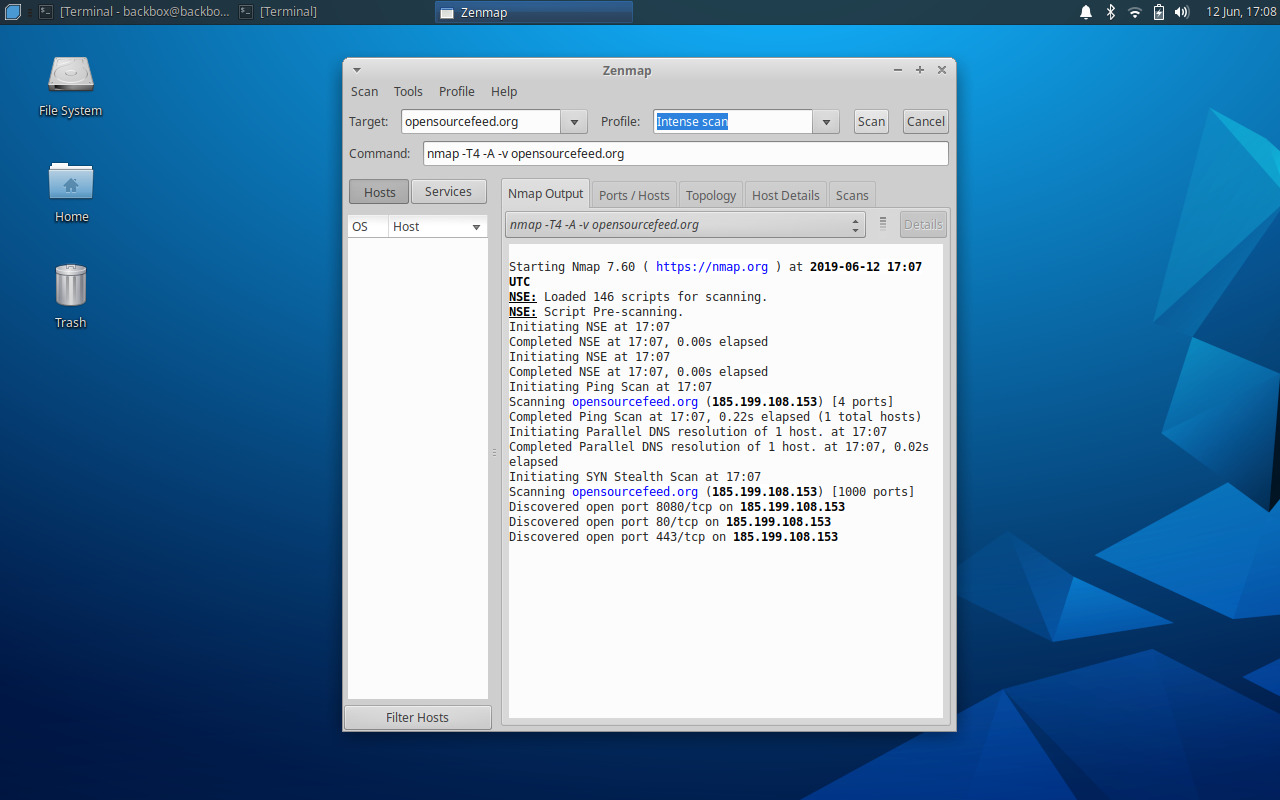 [Terminal - backbox@backbo...
[Terminal]
Zenmap
12 Jun, 17:08
File System
Home
Trash
Zenmap
Scan Tools Profile Help
Target: opensourcefeed.org Profile: Intense scan Scan Cancel
Command: nmap -T4 -A -v opensourcefeed.org
Hosts Services
OS Host
Filter Hosts
Nmap Output Ports / Hosts Topology Host Details Scans
nmap -T4 -A -v opensourcefeed.org Details
Starting Nmap 7.60 ( https://nmap.org ) at 2019-06-12 17:07
UTC
NSE: Loaded 146 scripts for scanning.
NSE: Script Pre-scanning.
Initiating NSE at 17:07
Completed NSE at 17:07, 0.00s elapsed
Initiating NSE at 17:07
Completed NSE at 17:07, 0.00s elapsed
Initiating Ping Scan at 17:07
Scanning opensourcefeed.org (185.199.108.153) [4 ports]
Completed Ping Scan at 17:07, 0.22s elapsed (1 total hosts)
Initiating Parallel DNS resolution of 1 host. at 17:07
Completed Parallel DNS resolution of 1 host. at 17:07, 0.02s
elapsed
Initiating SYN Stealth Scan at 17:07
Scanning opensourcefeed.org (185.199.108.153) [1000 ports]
Discovered open port 8080/tcp on 185.199.108.153
Discovered open port 80/tcp on 185.199.108.153
Discovered open port 443/tcp on 185.199.108.153